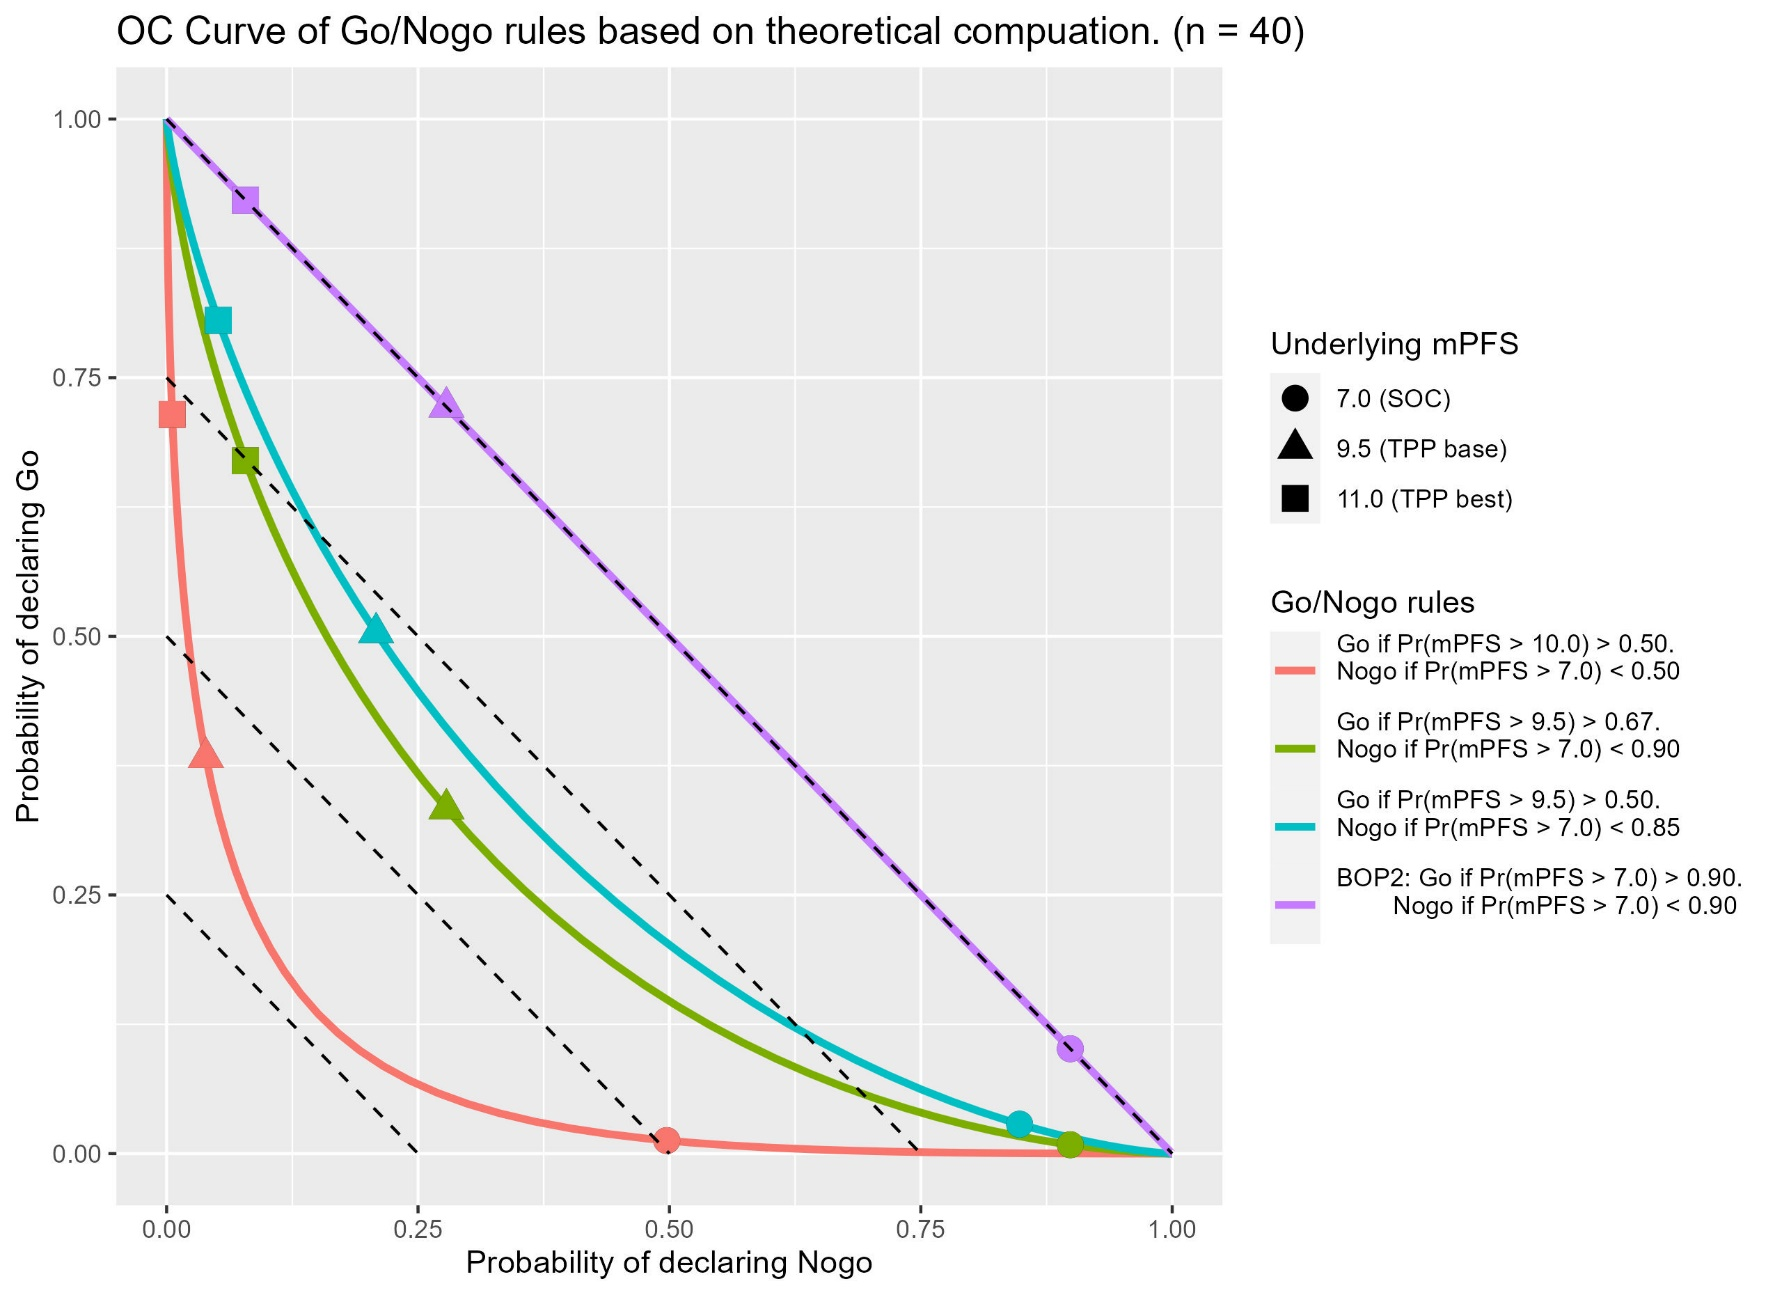 OC Curve of Go/Nogo rules based on theoretical compuation. (n = 40)
Probability of declaring Go
1.00
0.75
0.50
0.25
0.00
0.00
0.25
0.50
0.75
1.00
Probability of declaring Nogo
Underlying mPFS
7.0 (SOC)
9.5 (TPP base)
11.0 (TPP best)
Go/Nogo rules
Go if Pr(mPFS > 10.0) > 0.50.
Nogo if Pr(mPFS > 7.0) < 0.50
Go if Pr(mPFS > 9.5) > 0.67.
Nogo if Pr(mPFS > 7.0) < 0.90
Go if Pr(mPFS > 9.5) > 0.50.
Nogo if Pr(mPFS > 7.0) < 0.85
BOP2: Go if Pr(mPFS > 7.0) > 0.90.
Nogo if Pr(mPFS > 7.0) < 0.90